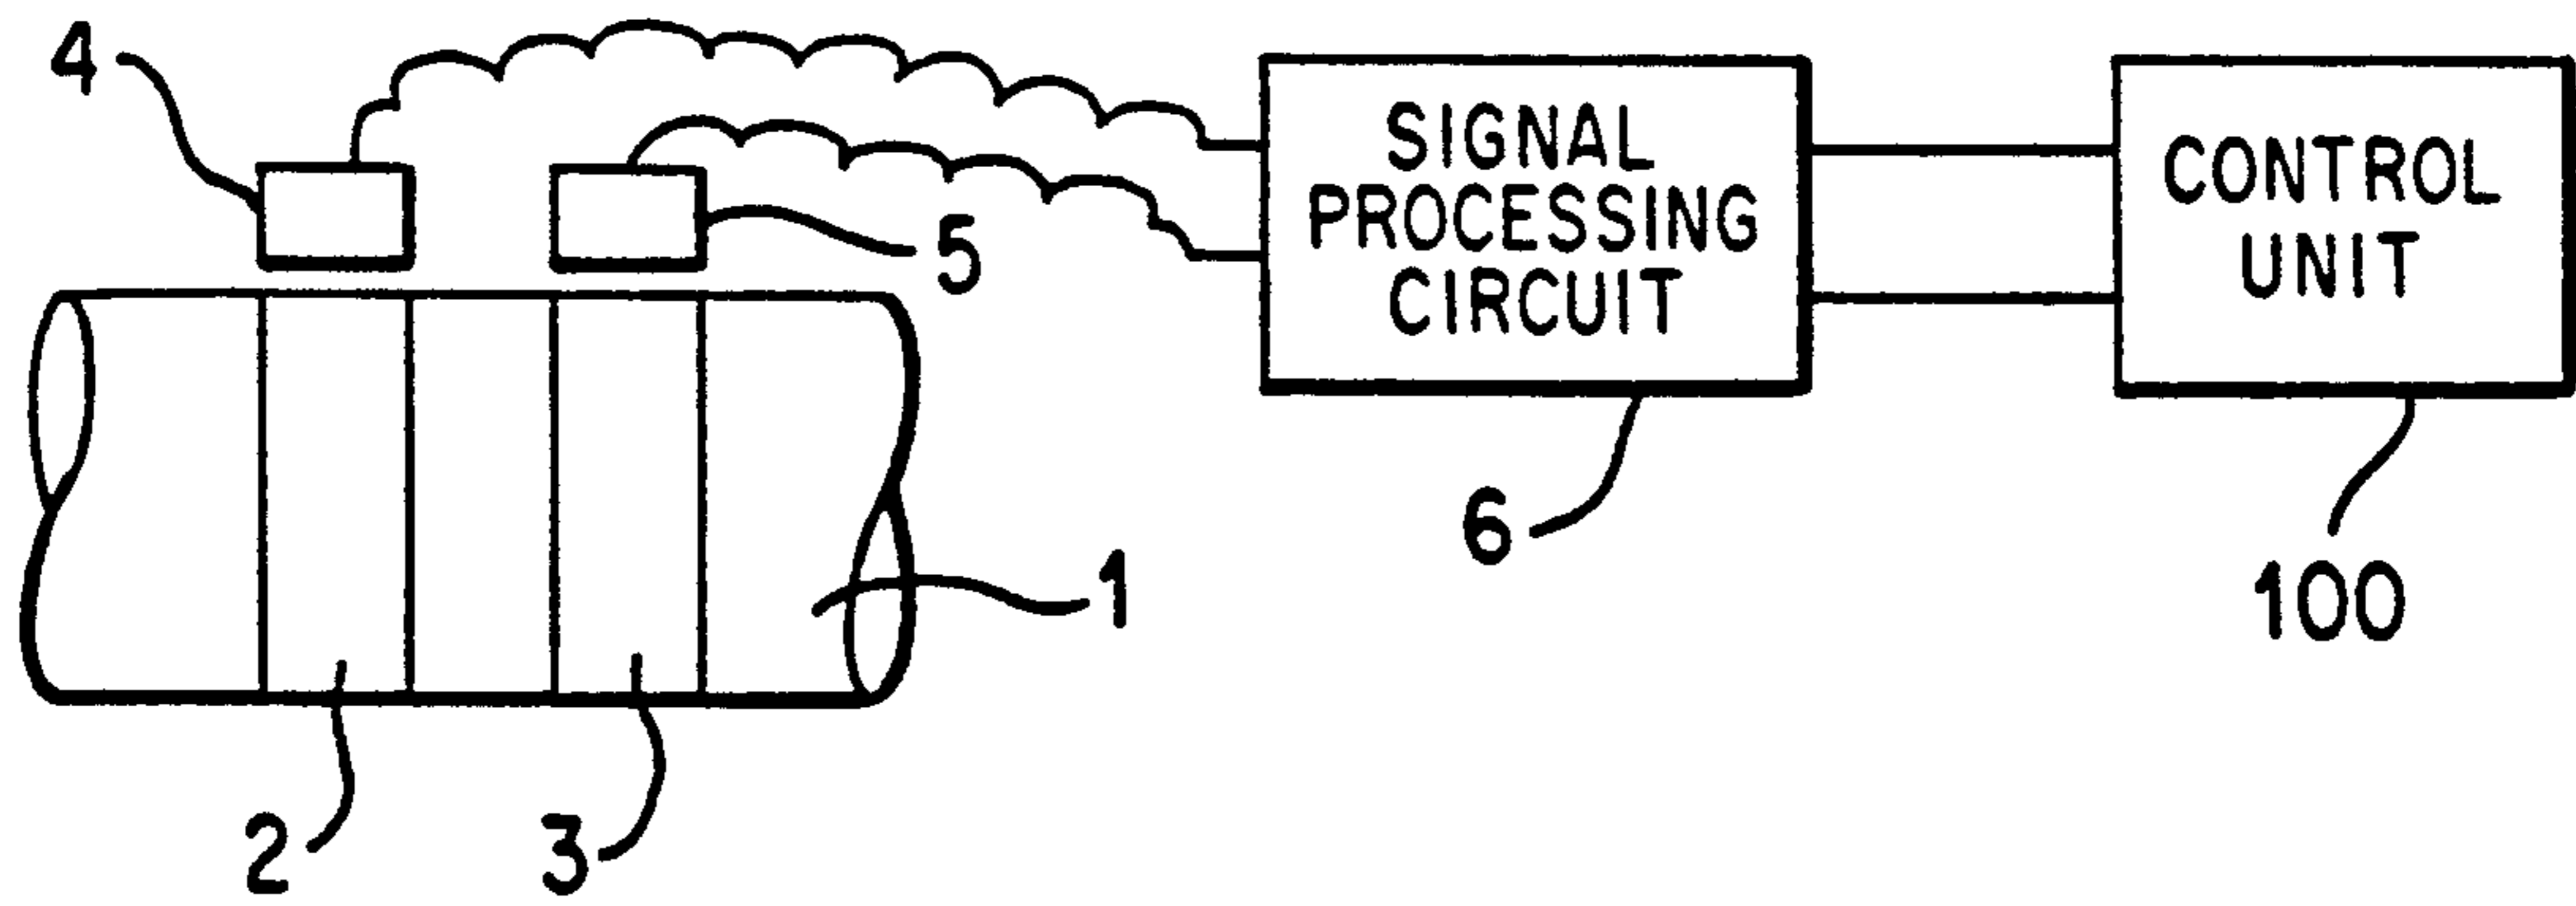 4
5
SIGNAL
PROCESSING
CIRCUIT
CONTROL
UNIT
6
1
100
2
3